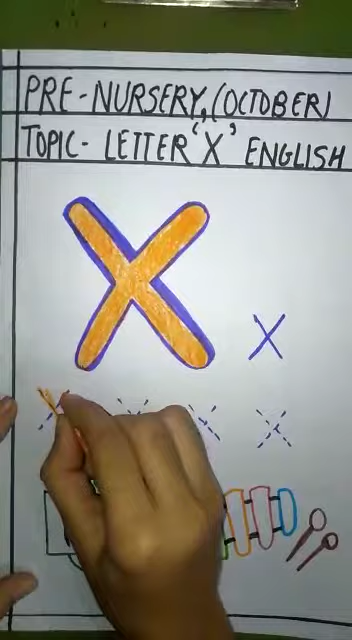 PRE-NURSERY, (OCTOBER)
TOPIC- LETTER 'X' ENGLISH
X
X
X X X X